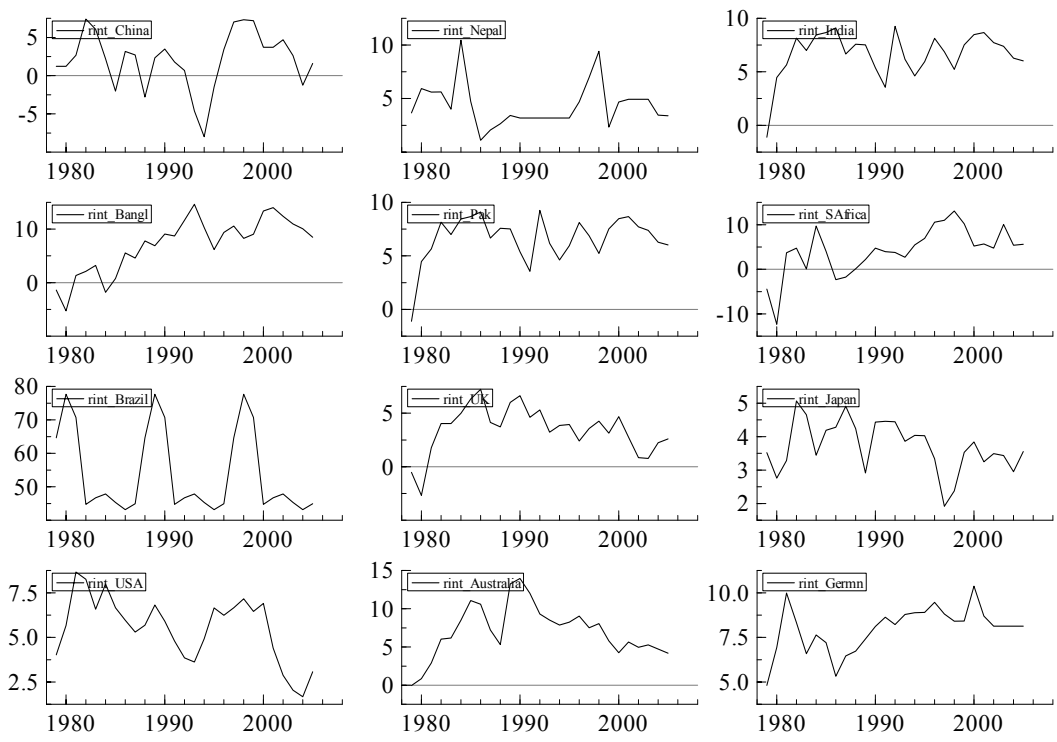 rint_China
5
0
-5
1980 1990 2000
rint_Nepal
10
5
1980 1990 2000
rint_India
10
5
0
1980 1990 2000
rint_Bangl
10
0
1980 1990 2000
rint_Pak
10
5
0
1980 1990 2000
rint_SAfrica
10
0
-10
1980 1990 2000
rint_Brazil
80
70
60
50
1980 1990 2000
rint_UK
5
0
1980 1990 2000
rint_Japan
5
4
3
2
1980 1990 2000
rint_USA
7.5
5.0
2.5
1980 1990 2000
rint_Australia
15
10
5
0
1980 1990 2000
rint_Germn
10.0
7.5
5.0
1980 1990 2000